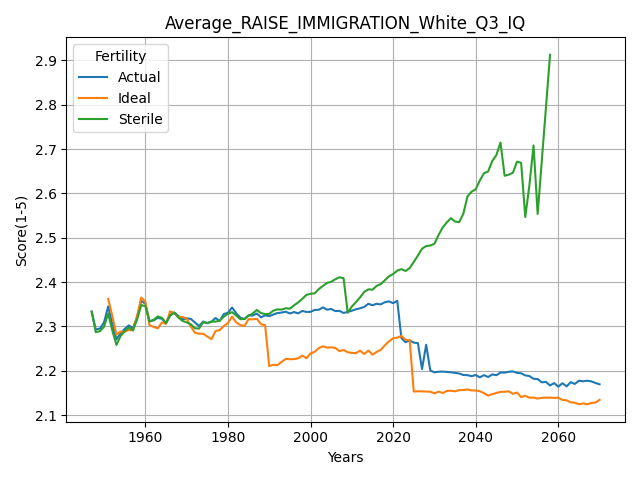 Average_RAISE_IMMIGRATION_White_Q3_IQ
Fertility
Actual
Ideal
Sterile
Score(1-5)
2.9
2.8
2.7
2.6
2.5
2.4
2.3
2.2
2.1
1960 1980 2000 2020 2040 2060
Years